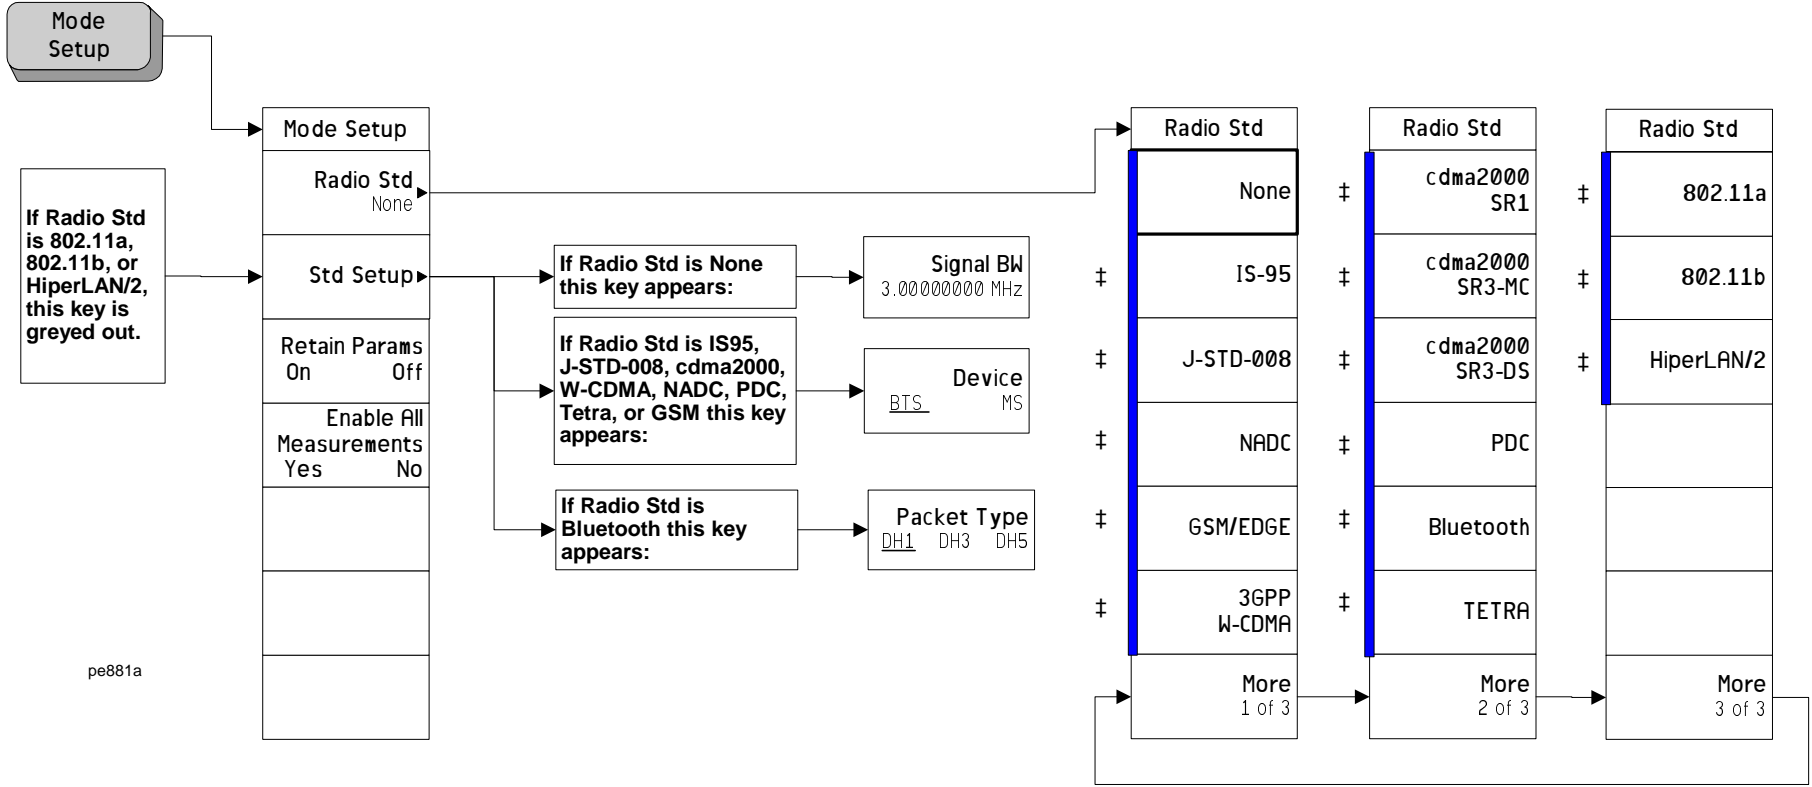 Mode
Setup
Mode Setup
Radio Std
None
Std Setup
Retain Params
On Off
Enable All
Measurements
Yes No
If Radio Std
is 802.11a,
802.11b, or
HiperLAN/2,
this key is
greyed out.
pe881a
If Radio Std is None
this key appears:
Signal BW
3.00000000 MHz
If Radio Std is IS95,
J-STD-008, cdma2000,
W-CDMA, NADC, PDC,
Tetra, or GSM this key
appears:
Device
BTS MS
If Radio Std is
Bluetooth this key
appears:
Packet Type
DH1 DH3 DH5
Radio Std
None
‡ IS-95
‡ J-STD-008
‡ NADC
‡ GSM/EDGE
‡ 3GPP
W-CDMA
More
1 of 3
Radio Std
‡ cdma2000
SR1
‡ cdma2000
SR3-MC
‡ cdma2000
SR3-DS
‡ PDC
‡ Bluetooth
‡ TETRA
More
2 of 3
Radio Std
‡ 802.11a
‡ 802.11b
‡ HiperLAN/2
More
3 of 3